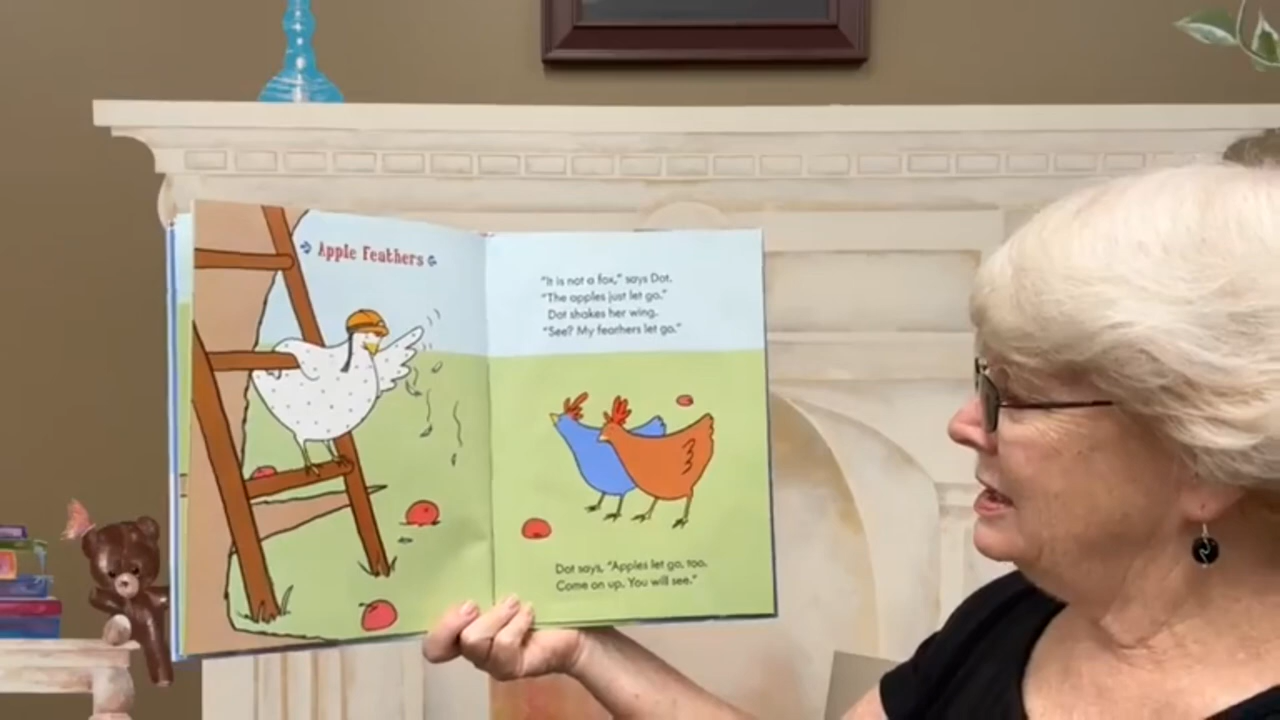 Apple Feathers
"It is not a fox," says Dot.
"The apples just let go."
Dot shakes her wing.
"See? My feathers let go."
Dot says, "Apples let go, too.
Come on up. You will see."